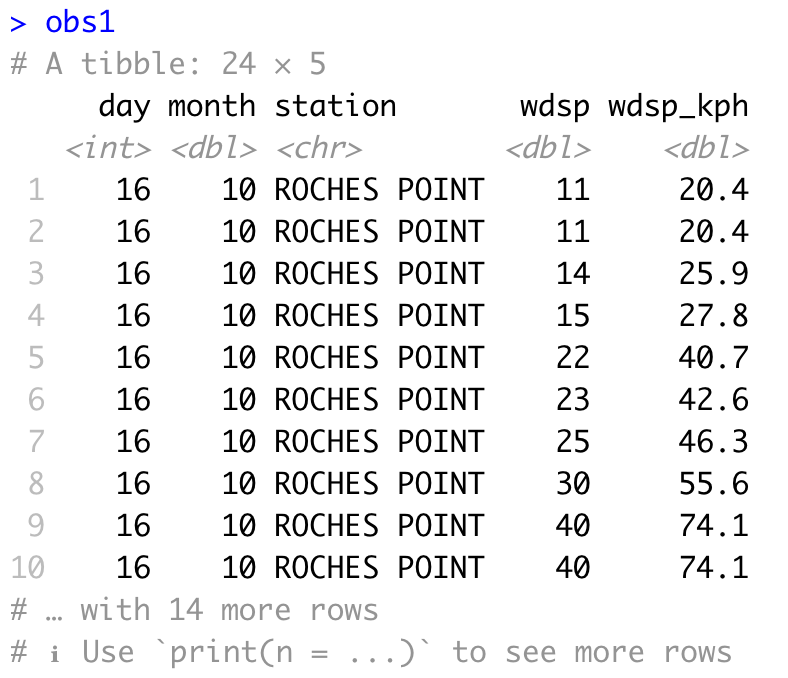 > obs1
# A tibble: 24 × 5
day month station wdsp wdsp_kph
<int> <dbl> <chr> <dbl> <dbl>
1 16 10 ROCHES POINT 11 20.4
2 16 10 ROCHES POINT 11 20.4
3 16 10 ROCHES POINT 14 25.9
4 16 10 ROCHES POINT 15 27.8
5 16 10 ROCHES POINT 22 40.7
6 16 10 ROCHES POINT 23 42.6
7 16 10 ROCHES POINT 25 46.3
8 16 10 ROCHES POINT 30 55.6
9 16 10 ROCHES POINT 40 74.1
10 16 10 ROCHES POINT 40 74.1
# … with 14 more rows
# ℹ Use `print(n = ...)` to see more rows